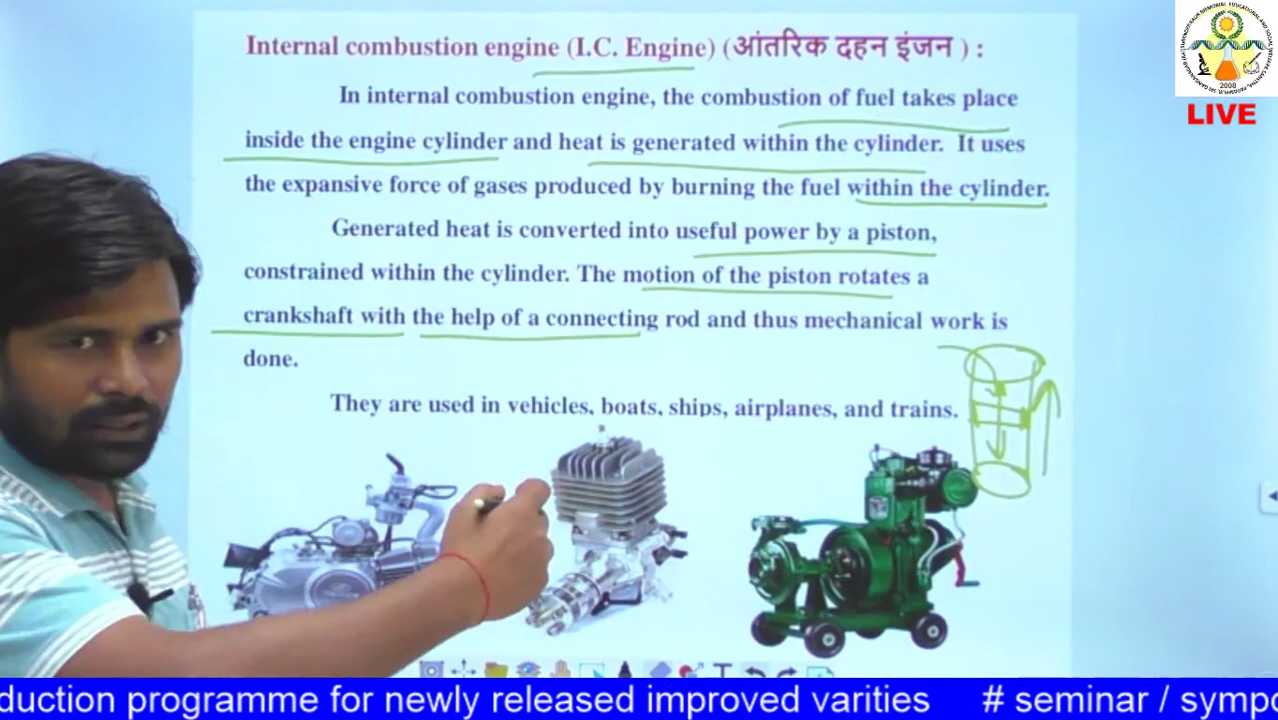 Internal combustion engine (I.C. Engine) (आंतरिक दहन इंजन ) :
In internal combustion engine, the combustion of fuel takes place
inside the engine cylinder and heat is generated within the cylinder. It uses
the expansive force of gases produced by burning the fuel within the cylinder.
Generated heat is converted into useful power by a piston,
constrained within the cylinder. The motion of the piston rotates a
crankshaft with the help of a connecting rod and thus mechanical work is
done.
They are used in vehicles, boats, ships, airplanes, and trains.
2008
LIVE
duction programme for newly released improved varities # seminar / sympo